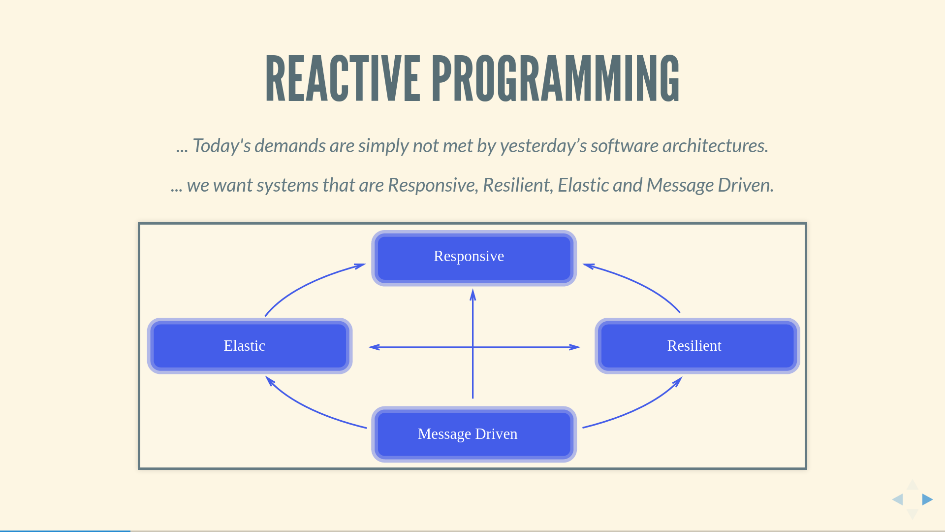 REACTIVE PROGRAMMING
... Today's demands are simply not met by yesterday’s software architectures.
... we want systems that are Responsive, Resilient, Elastic and Message Driven.
Responsive
Elastic
Resilient
Message Driven